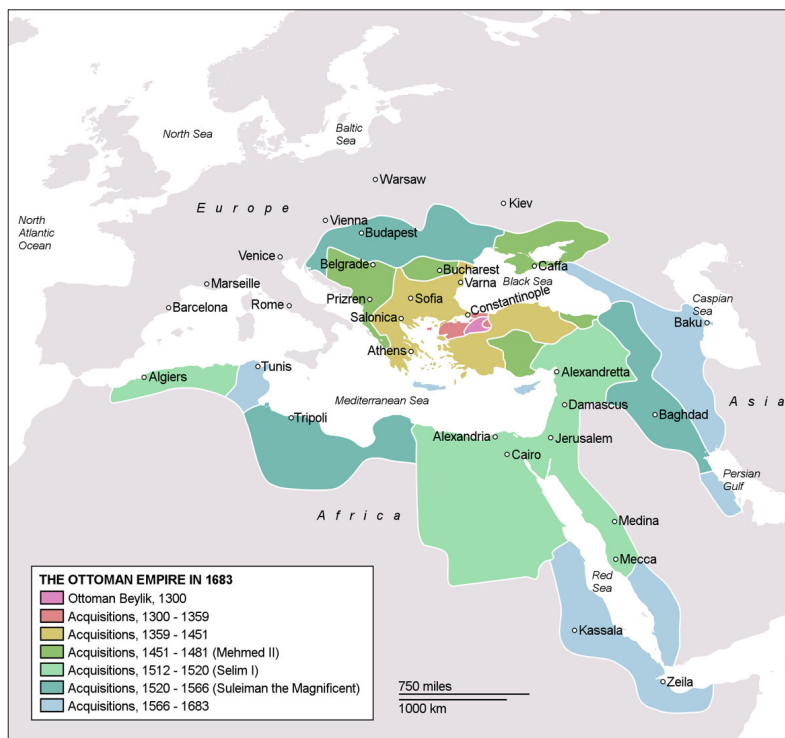 North Sea
Baltic
Sea
Warsaw
Kiev
Europe
North
Atlantic
Ocean
Vienna
Budapest
Venice
Belgrade
Bucharest
Caffa
Black Sea
Varna
Marseille
Caspian
Sea
Barcelona
Rome
Prizren
Sofia
Constantinople
Salonica
Baku
Athens
Tunis
Algiers
Alexandretta
Mediterranean Sea
Asia
Damascus
Tripoli
Baghdad
Alexandria
Jerusalem
Cairo
Persian
Gulf
Africa
Medina
Mecca
Red
Sea
Kassala
Zeila
THE OTTOMAN EMPIRE IN 1683
Ottoman Beylik, 1300
Acquisitions, 1300 - 1359
Acquisitions, 1359 - 1451
Acquisitions, 1451 - 1481 (Mehmed II)
Acquisitions, 1512 - 1520 (Selim I)
Acquisitions, 1520 - 1566 (Suleiman the Magnificent)
Acquisitions, 1566 - 1683
750 miles
1000 km